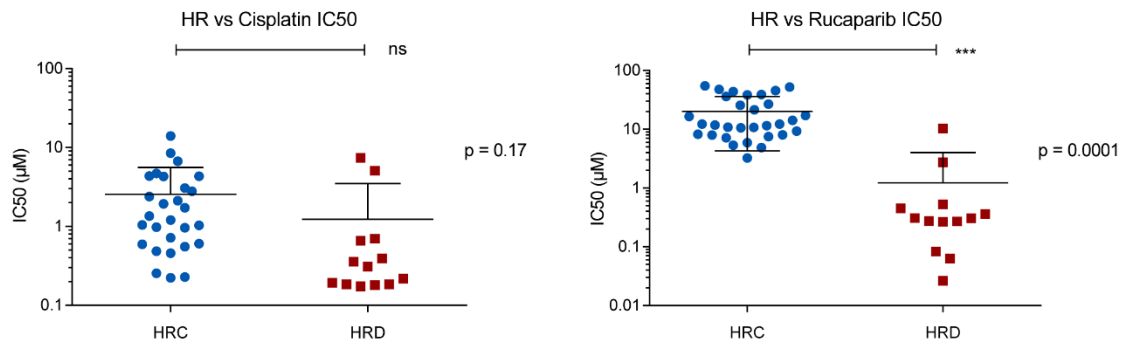 HR vs Cisplatin IC50
ns
100
10
1
0.1
IC50 (µM)
p = 0.17
HRC
HRD
HR vs Rucaparib IC50
***
100
10
1
0.1
0.01
IC50 (µM)
p = 0.0001
HRC
HRD